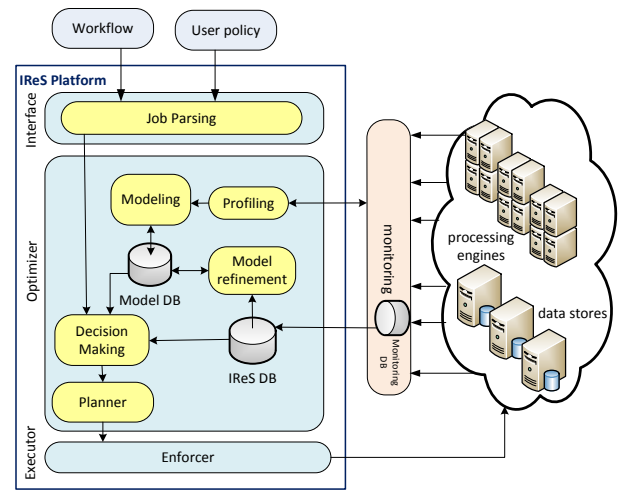 Workflow
User policy
IReS Platform
Interface
Job Parsing
Optimizer
Modeling
Profiling
Model
refinement
Model DB
Decision
Making
IReS DB
Planner
Executor
Enforcer
monitoring
Monitoring
DB
processing
engines
data stores